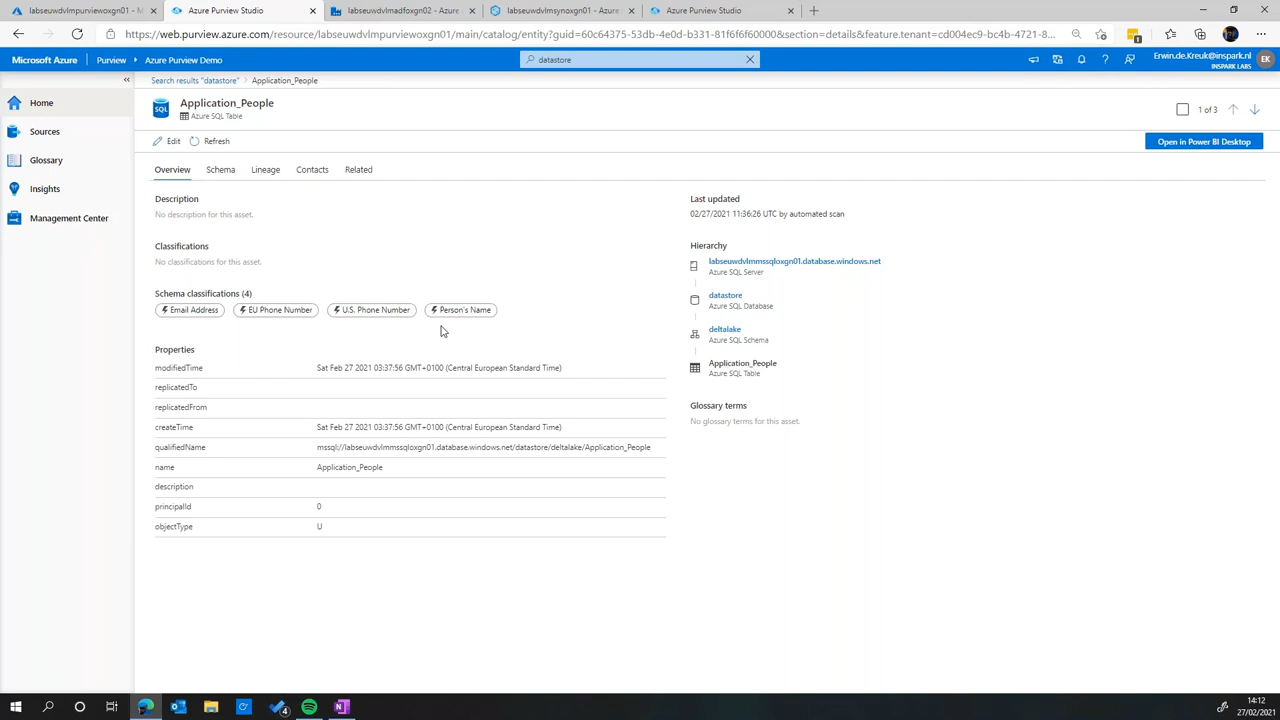 labseuwdvlmpurviewoxgn01 - M
Azure Purview Studio
labseuwdvlmadfoxgn02 - Azure D
labseuwdvlmsynoxgn01 - Azure S
Azure Purview Studio
https://web.purview.azure.com/resource/labseuwdvlmpurviewoxgn01/main/catalog/entity?guid=60c64375-53db-4e0d-b331-81f6f6f60000&section=details&feature.tenant=cd004ec9-bc4b-4721-8...
Microsoft Azure
Purview
Azure Purview Demo
datastore
Erwin.de.Kreuk@inspark.nl
INSPARK LABS
EK
Home
Sources
Glossary
Insights
Management Center
Search results "datastore" > Application_People
SQL
Application_People
Azure SQL Table
1 of 3
Edit
Refresh
Open in Power BI Desktop
Overview
Schema
Lineage
Contacts
Related
Description
No description for this asset.
Classifications
No classifications for this asset.
Schema classifications (4)
Email Address
EU Phone Number
U.S. Phone Number
Person's Name
Properties
modifiedTime Sat Feb 27 2021 03:37:56 GMT+0100 (Central European Standard Time)
replicatedTo
replicatedFrom
createTime Sat Feb 27 2021 03:37:56 GMT+0100 (Central European Standard Time)
qualifiedName mssql://labseuwdvlmmssqloxgn01.database.windows.net/datastore/deltalake/Application_People
name Application_People
description
principalId 0
objectType U
Last updated
02/27/2021 11:36:26 UTC by automated scan
Hierarchy
labseuwdvlmmssqloxgn01.database.windows.net
Azure SQL Server
datastore
Azure SQL Database
deltalake
Azure SQL Schema
Application_People
Azure SQL Table
Glossary terms
No glossary terms for this asset.
4
14:12
27/02/2021